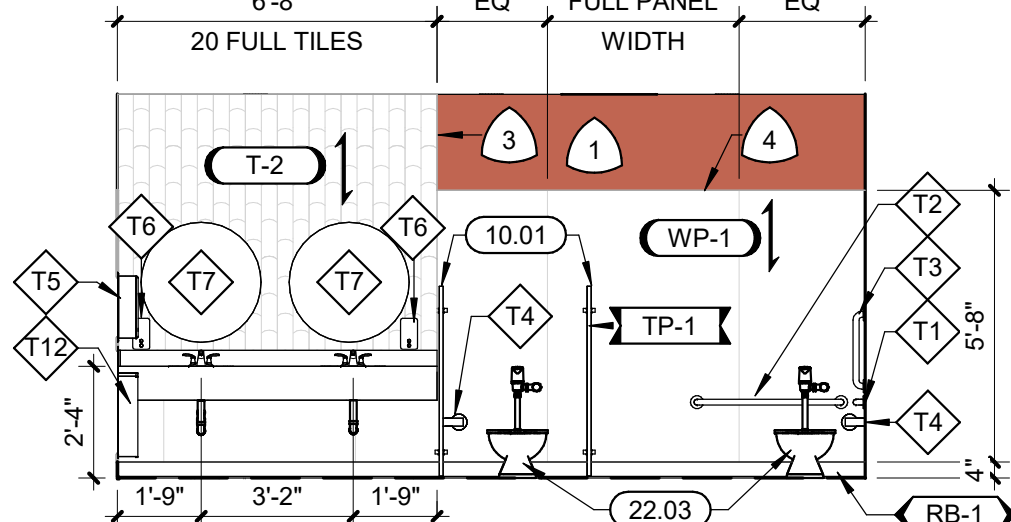 6'-8" EQ FULL PANEL EQ
20 FULL TILES WIDTH
3 1 4
T-2
T6 T6 10.01 WP-1 T2
T5 T7 T7 T3
T12 T4 TP-1 T1
5'-8"
2'-4" T4
4"
1'-9" 3'-2" 1'-9" 22.03 RB-1